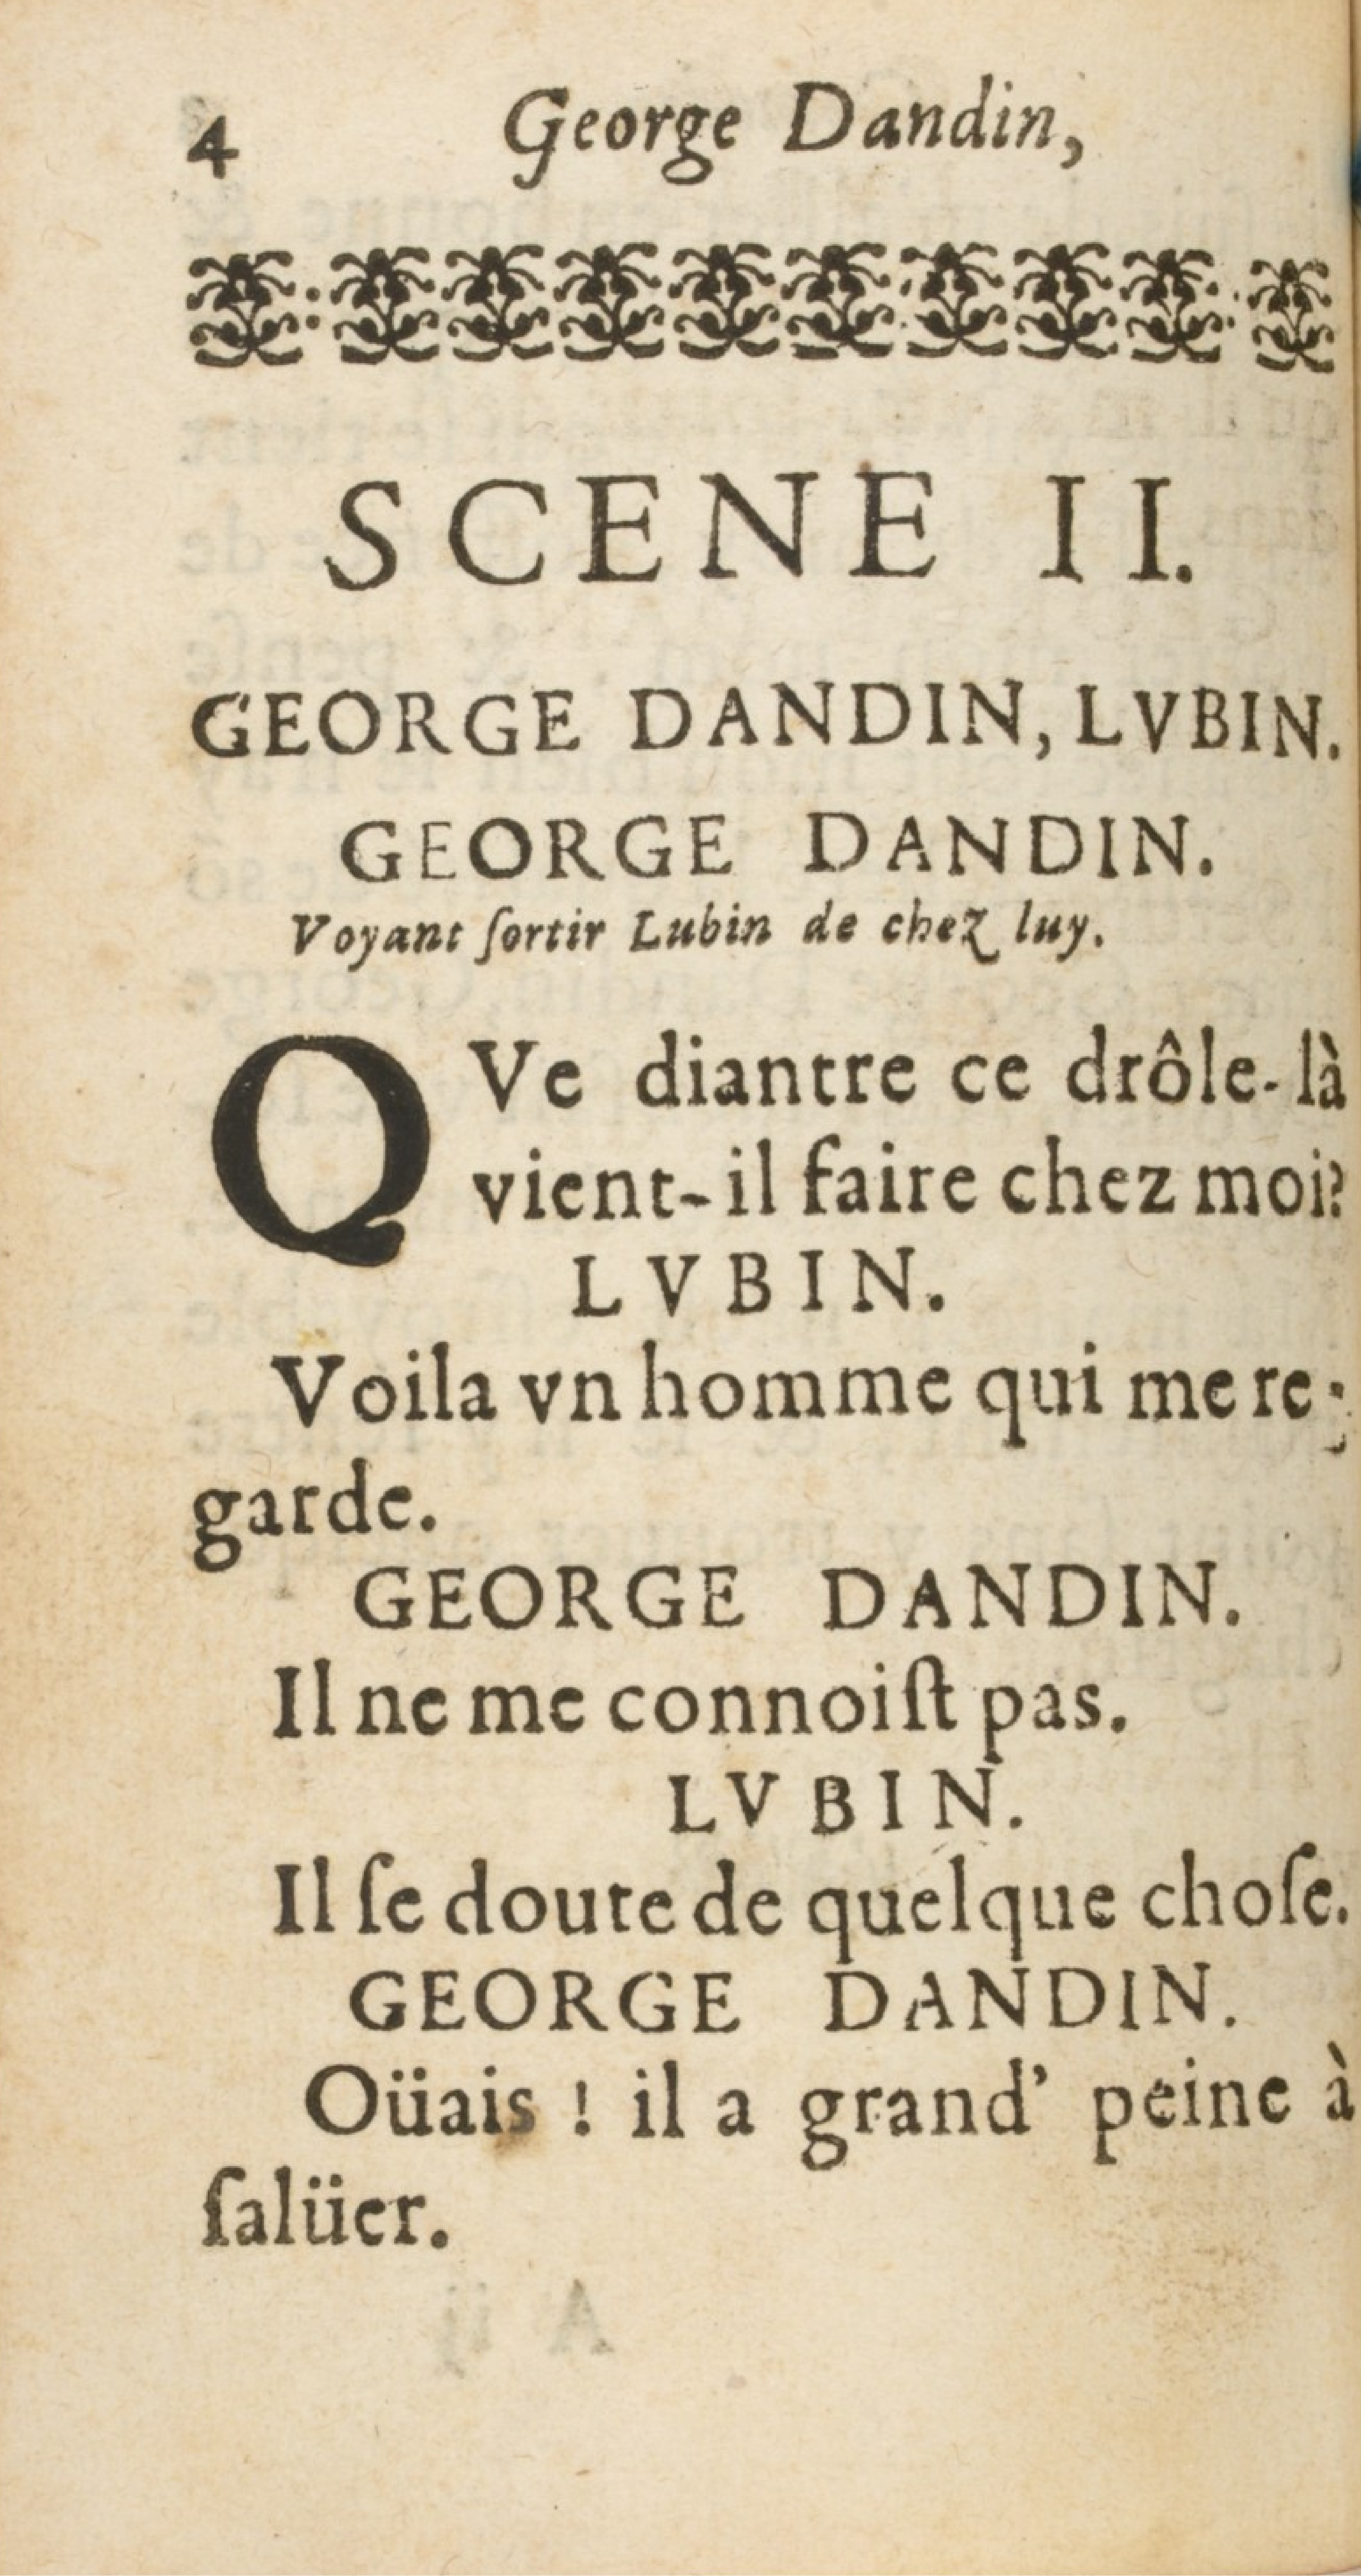 4 George Dandin,
SCENE II.
GEORGE DANDIN, LVBIN.
GEORGE DANDIN.
Voyant ſortir Lubin de chez luy.
QVe diantre ce drôle-là
vient-il faire chez moi?
LVBIN.
Voila vn homme qui me re-
garde.
GEORGE DANDIN.
Il ne me connoiſt pas.
LVBIN.
Il ſe doute de quelque choſe.
GEORGE DANDIN.
Oüais ! il a grand' peine à
ſalüer.